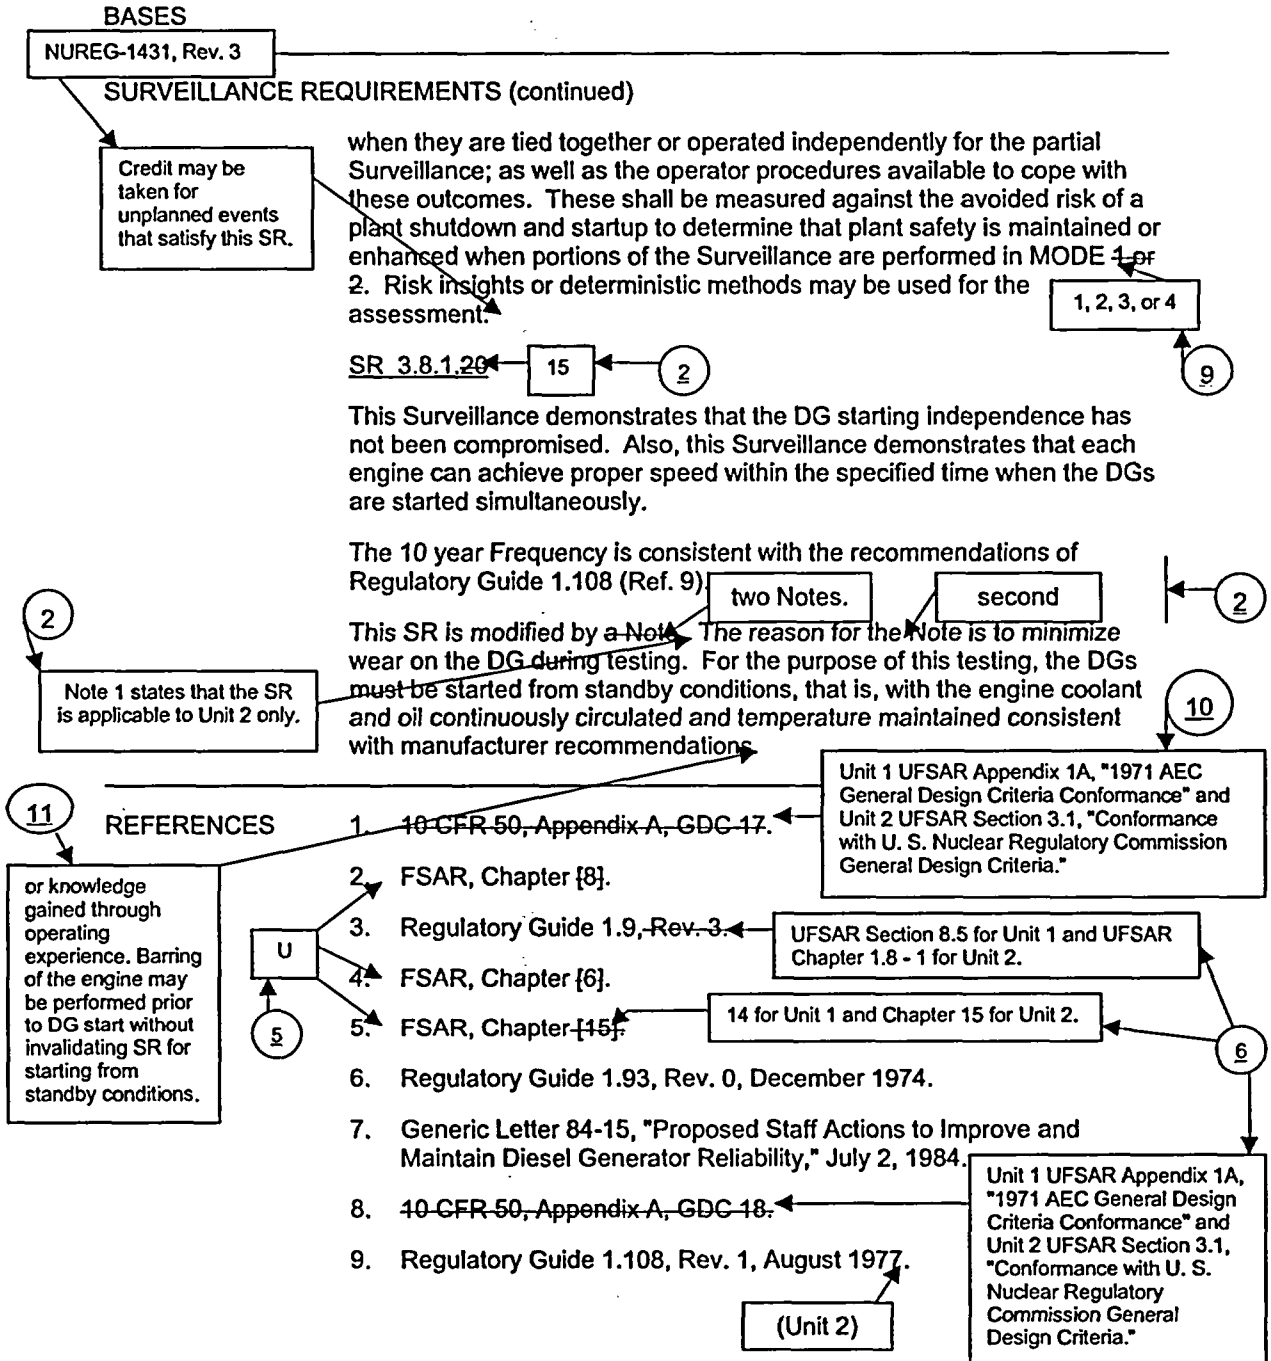 BASES
NUREG-1431, Rev. 3
SURVEILLANCE REQUIREMENTS (continued)
Credit may be
taken for
unplanned events
that satisfy this SR.
when they are tied together or operated independently for the partial
Surveillance; as well as the operator procedures available to cope with
these outcomes. These shall be measured against the avoided risk of a
plant shutdown and startup to determine that plant safety is maintained or
enhanced when portions of the Surveillance are performed in MODE 1 or
2. Risk insights or deterministic methods may be used for the
assessment.
1, 2, 3, or 4
9
SR 3.8.1.20
15
2
This Surveillance demonstrates that the DG starting independence has
not been compromised. Also, this Surveillance demonstrates that each
engine can achieve proper speed within the specified time when the DGs
are started simultaneously.
The 10 year Frequency is consistent with the recommendations of
Regulatory Guide 1.108 (Ref. 9).
two Notes.
second
2
2
This SR is modified by a Note. The reason for the Note is to minimize
wear on the DG during testing. For the purpose of this testing, the DGs
must be started from standby conditions, that is, with the engine coolant
and oil continuously circulated and temperature maintained consistent
with manufacturer recommendations.
Note 1 states that the SR
is applicable to Unit 2 only.
10
Unit 1 UFSAR Appendix 1A, "1971 AEC
General Design Criteria Conformance" and
Unit 2 UFSAR Section 3.1, "Conformance
with U. S. Nuclear Regulatory Commission
General Design Criteria."
11
or knowledge
gained through
operating
experience. Barring
of the engine may
be performed prior
to DG start without
invalidating SR for
starting from
standby conditions.
REFERENCES
1. 10 CFR 50, Appendix A, GDC 17.
2. FSAR, Chapter [8].
3. Regulatory Guide 1.9, Rev. 3.
UFSAR Section 8.5 for Unit 1 and UFSAR
Chapter 1.8 - 1 for Unit 2.
U
5
4. FSAR, Chapter [6].
5. FSAR, Chapter [15].
14 for Unit 1 and Chapter 15 for Unit 2.
6
6. Regulatory Guide 1.93, Rev. 0, December 1974.
7. Generic Letter 84-15, "Proposed Staff Actions to Improve and
Maintain Diesel Generator Reliability," July 2, 1984.
8. 10 CFR 50, Appendix A, GDC 18.
Unit 1 UFSAR Appendix 1A,
"1971 AEC General Design
Criteria Conformance" and
Unit 2 UFSAR Section 3.1,
"Conformance with U. S.
Nuclear Regulatory
Commission General
Design Criteria."
9. Regulatory Guide 1.108, Rev. 1, August 1977.
(Unit 2)